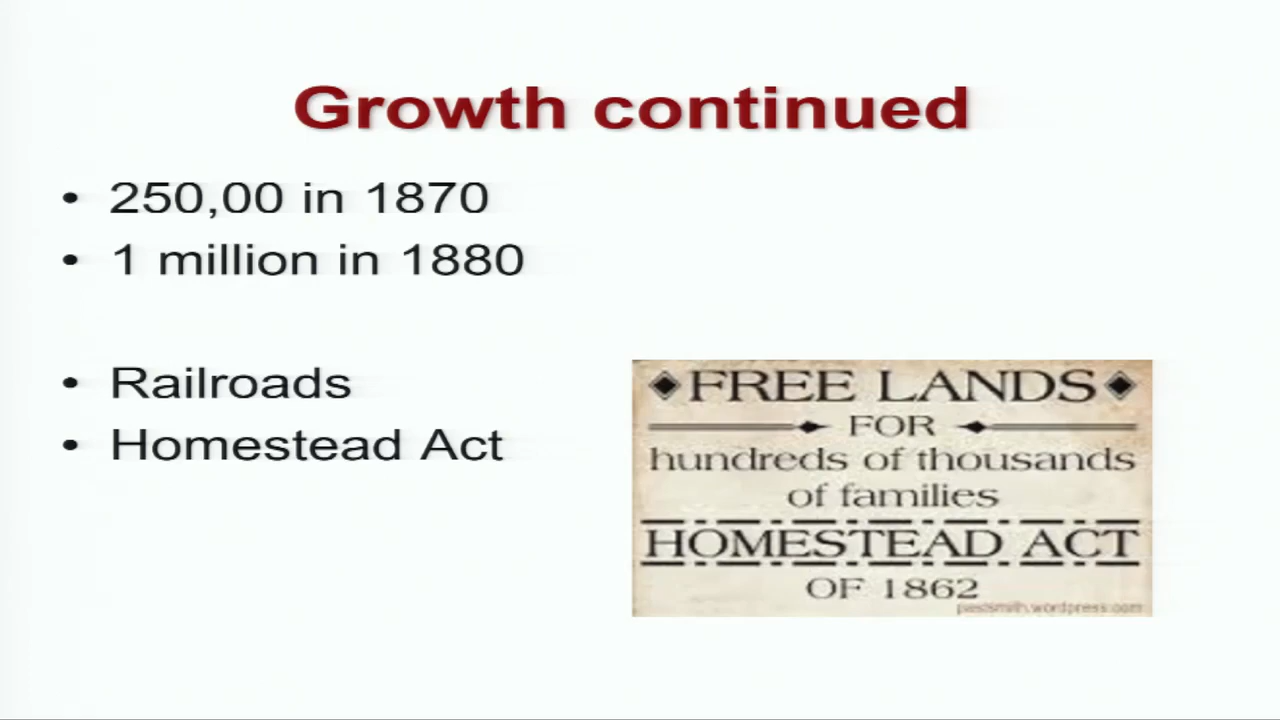 Growth continued
• 250,00 in 1870
• 1 million in 1880
• Railroads
• Homestead Act
FREE LANDS
FOR
hundreds of thousands
of families
HOMESTEAD ACT
OF 1862